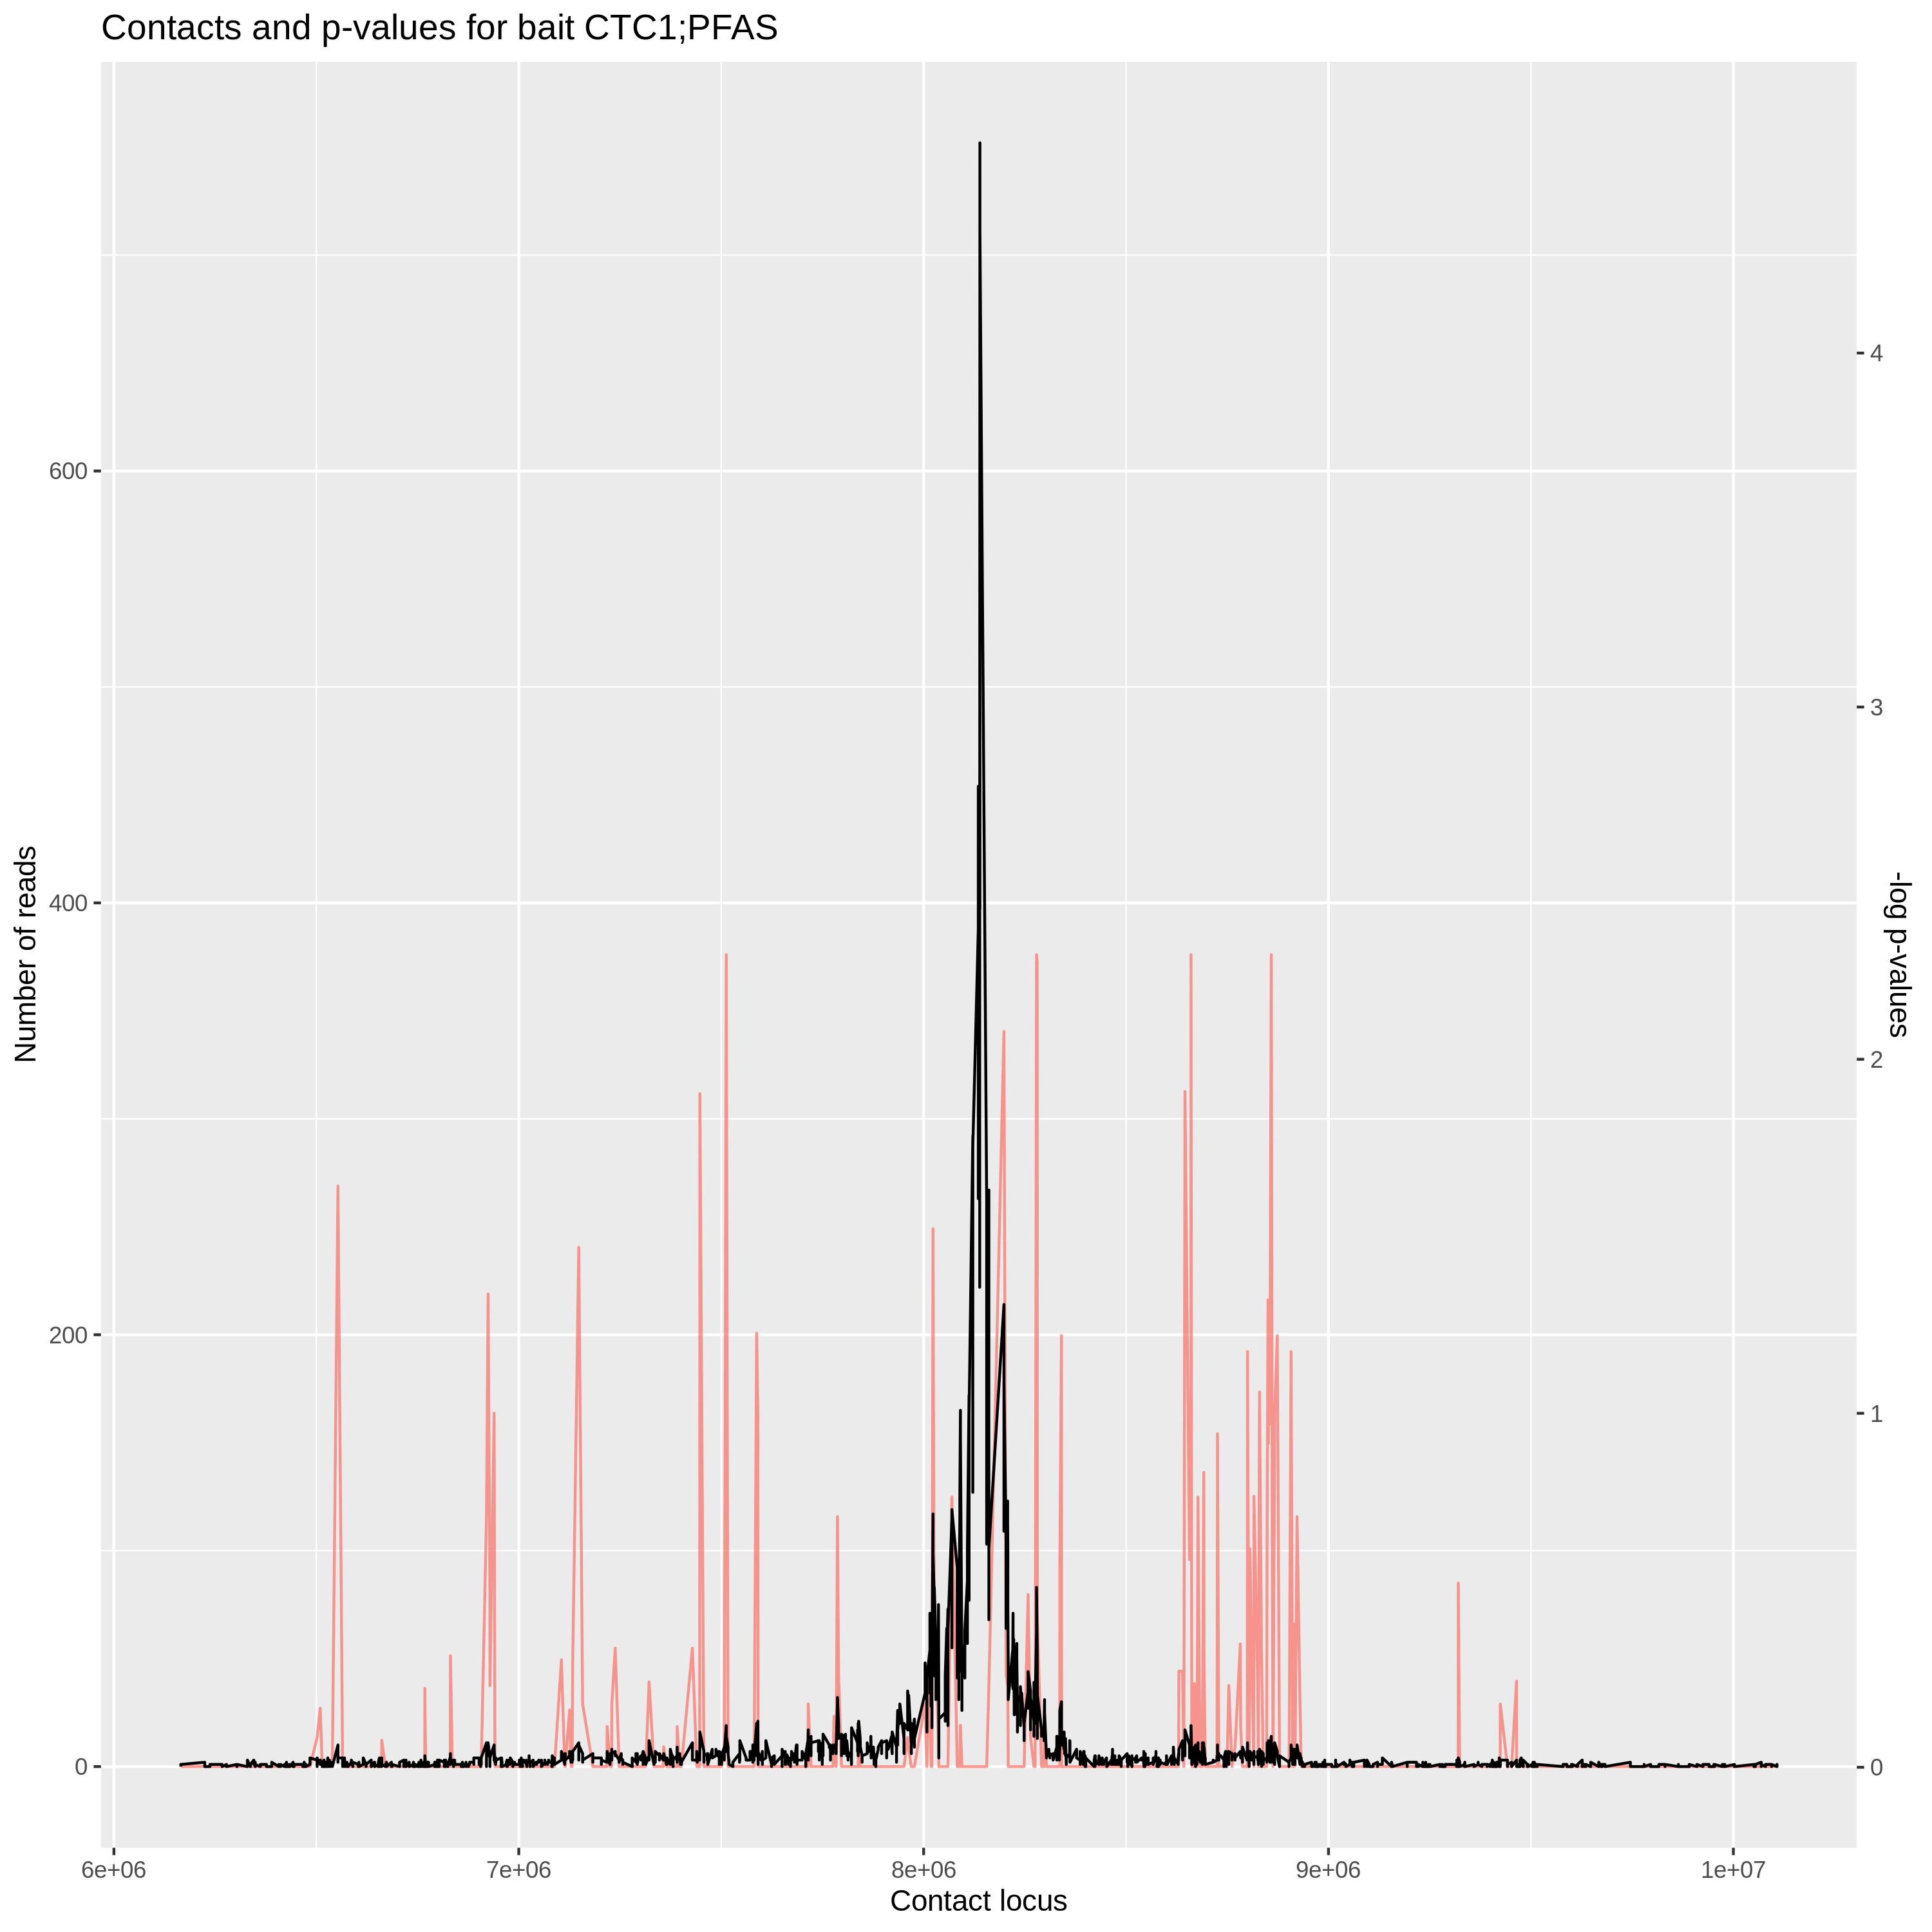 Contacts and p-values for bait CTC1;PFAS
Number of reads
600
400
200
0
4
3
2
1
0
-log p-values
6e+06 7e+06 8e+06 9e+06 1e+07
Contact locus